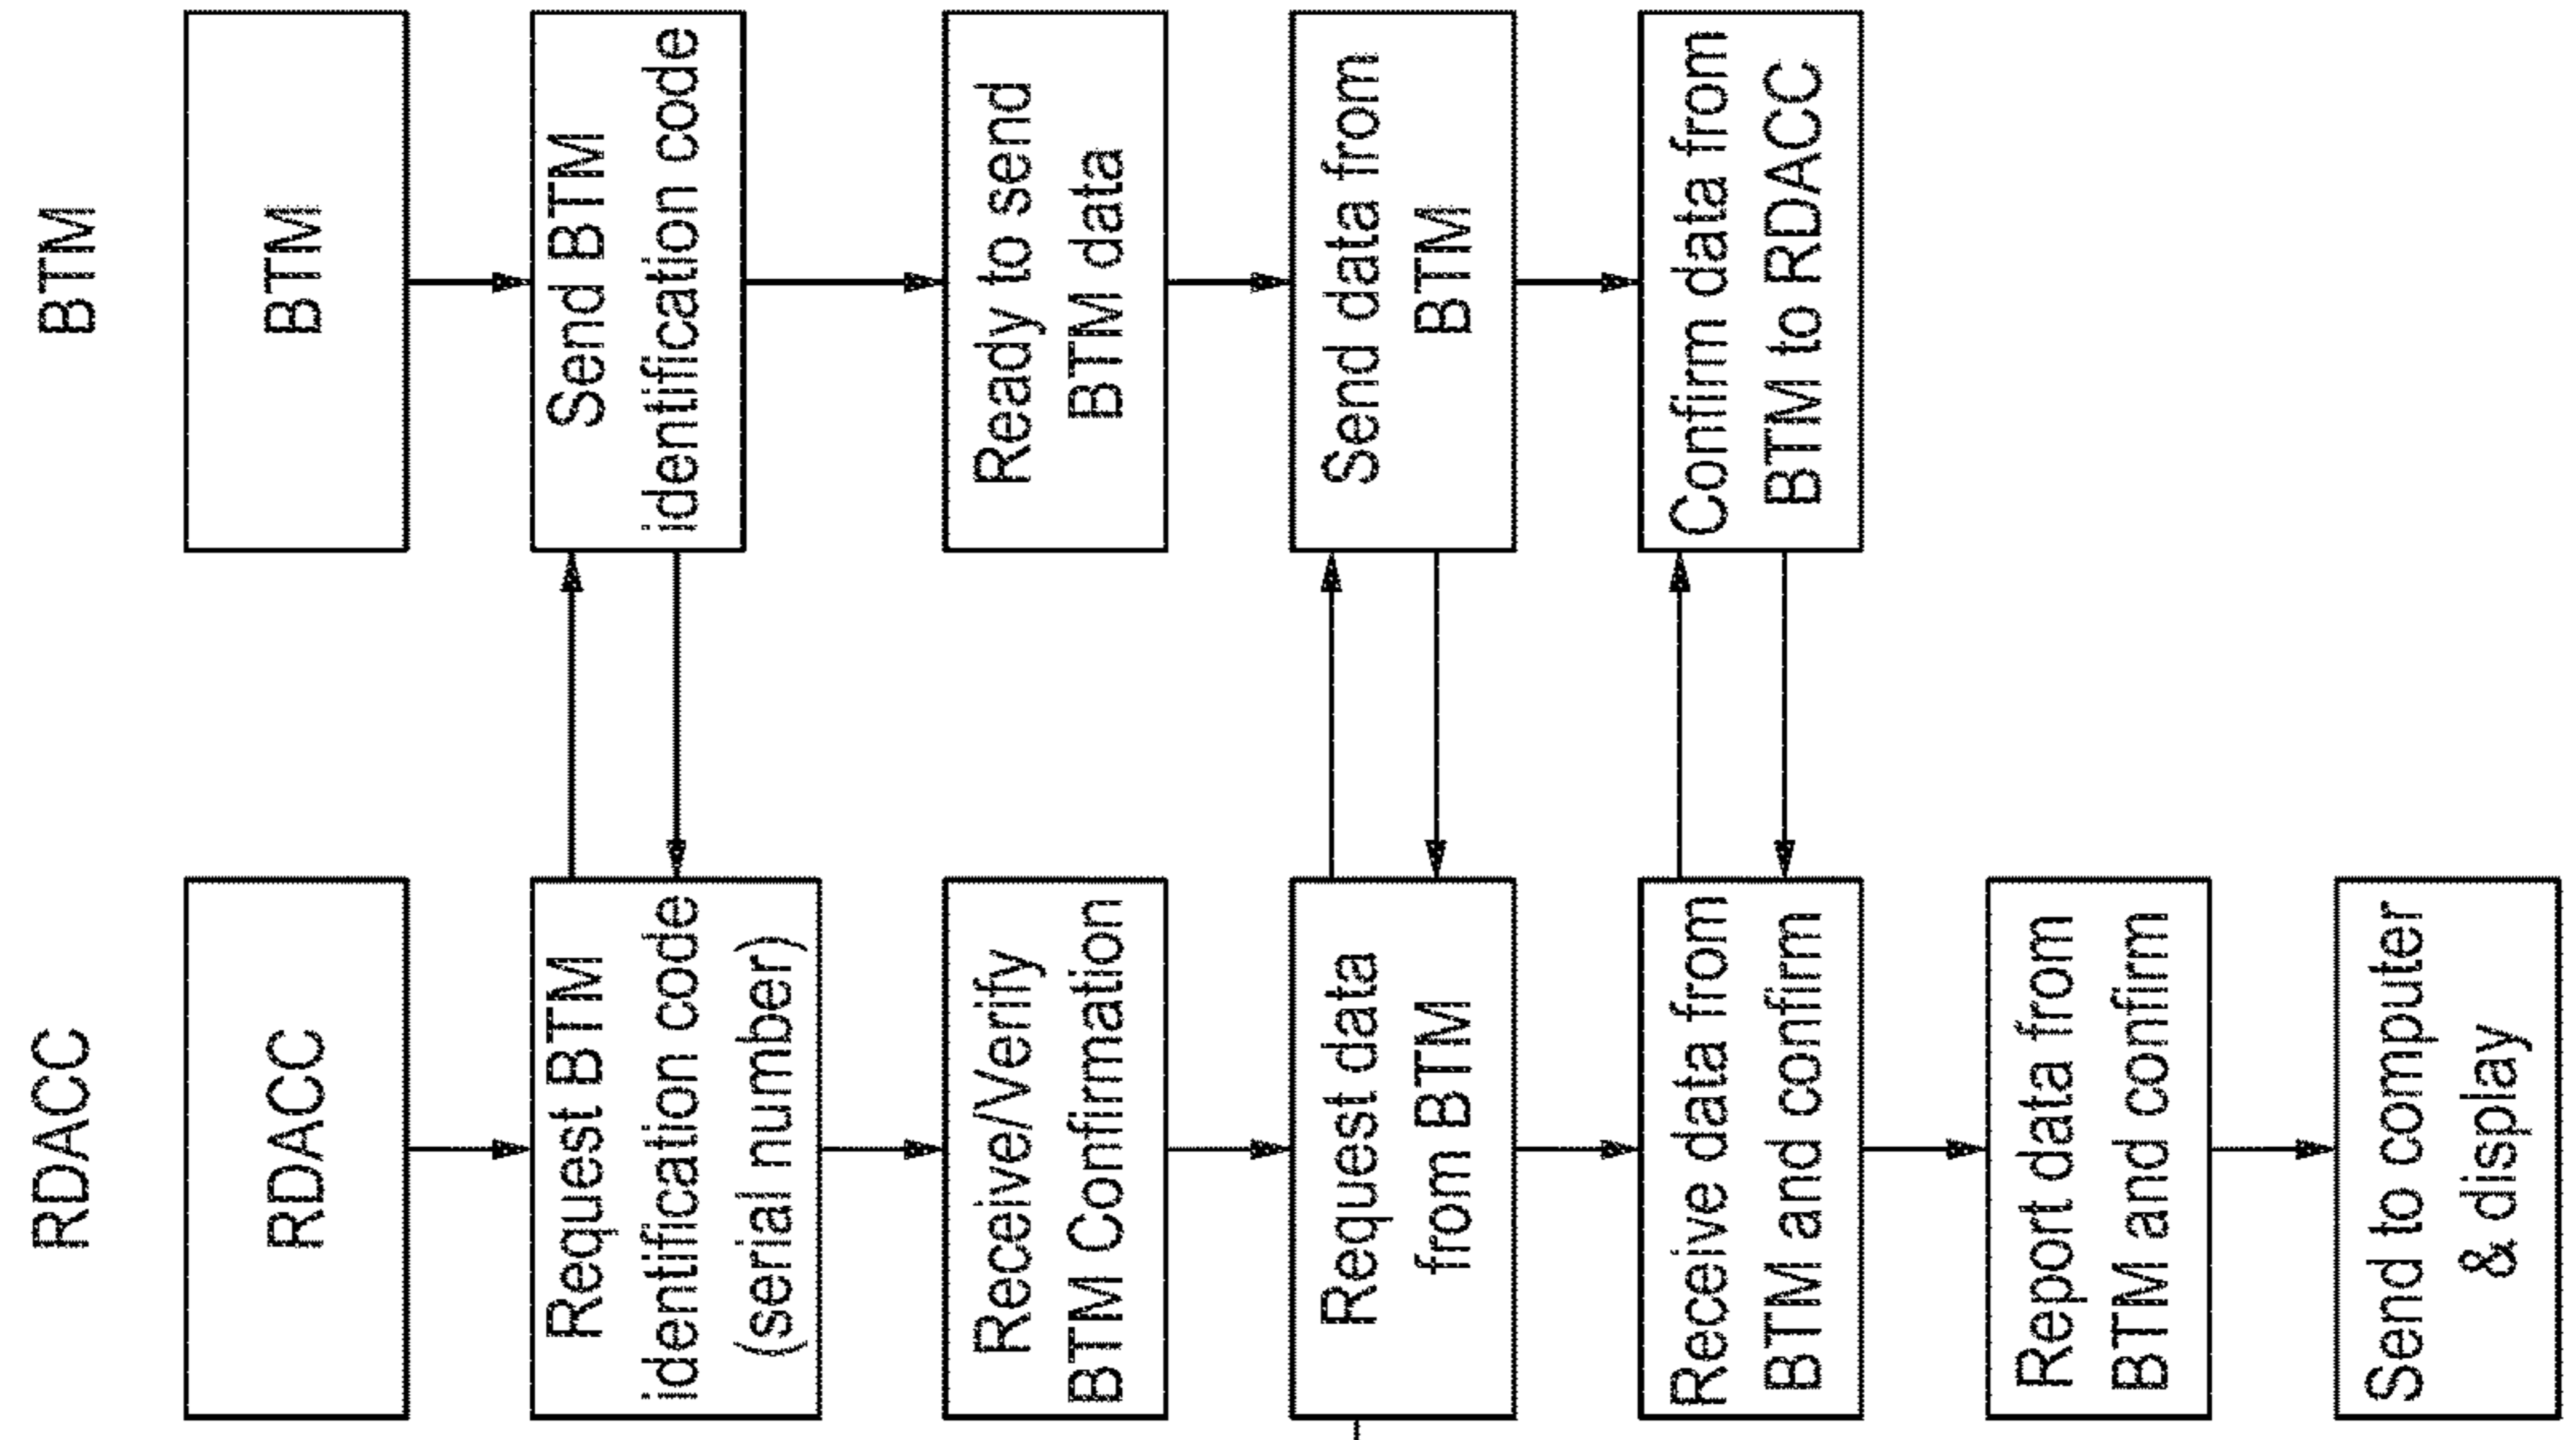 RDACC
BTM
RDACC
BTM
Request BTM
identification code
(serial number)
Send BTM
identification code
Receive/Verify
BTM Confirmation
Ready to send
BTM data
Request data
from BTM
Send data from
BTM
Receive data from
BTM and confirm
Confirm data from
BTM to RDACC
Report data from
BTM and confirm
Send to computer
& display